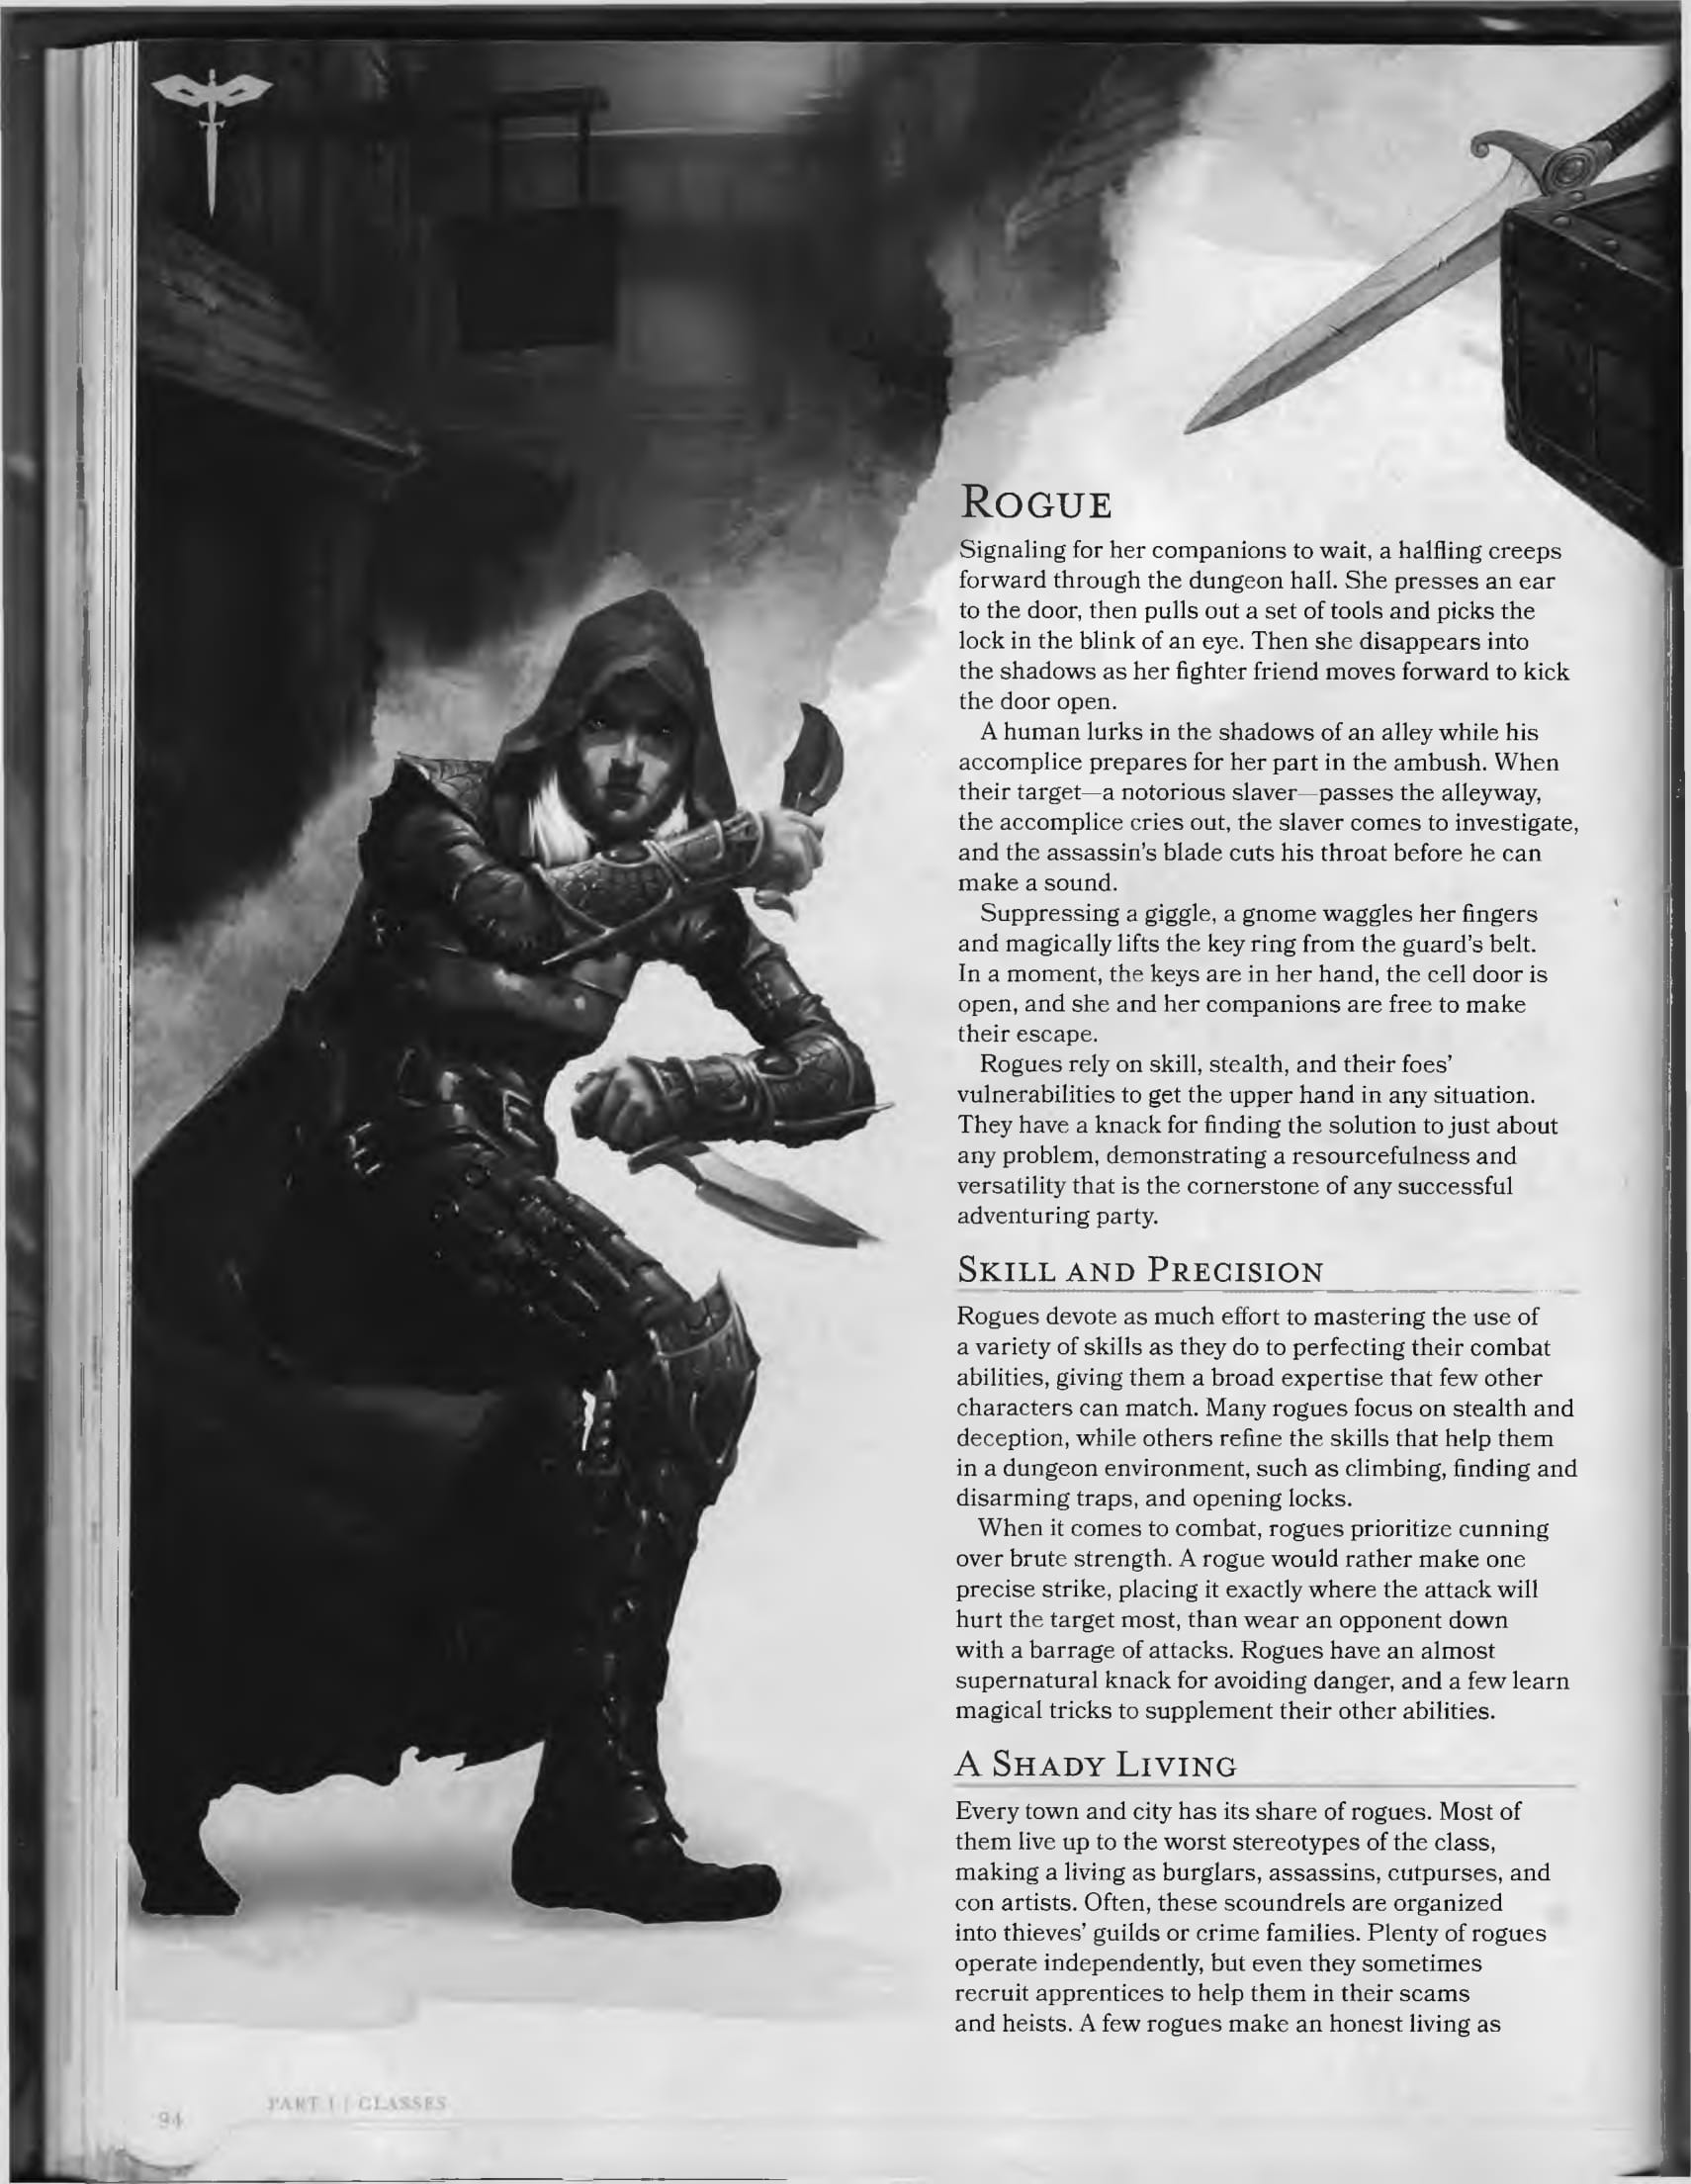 ROGUE
Signaling for her companions to wait, a halfling creeps
forward through the dungeon hall. She presses an ear
to the door, then pulls out a set of tools and picks the
lock in the blink of an eye. Then she disappears into
the shadows as her fighter friend moves forward to kick
the door open.
A human lurks in the shadows of an alley while his
accomplice prepares for her part in the ambush. When
their target—a notorious slaver—passes the alleyway,
the accomplice cries out, the slaver comes to investigate,
and the assassin's blade cuts his throat before he can
make a sound.
Suppressing a giggle, a gnome waggles her fingers
and magically lifts the key ring from the guard's belt.
In a moment, the keys are in her hand, the cell door is
open, and she and her companions are free to make
their escape.
Rogues rely on skill, stealth, and their foes'
vulnerabilities to get the upper hand in any situation.
They have a knack for finding the solution to just about
any problem, demonstrating a resourcefulness and
versatility that is the cornerstone of any successful
adventuring party.
SKILL AND PRECISION
Rogues devote as much effort to mastering the use of
a variety of skills as they do to perfecting their combat
abilities, giving them a broad expertise that few other
characters can match. Many rogues focus on stealth and
deception, while others refine the skills that help them
in a dungeon environment, such as climbing, finding and
disarming traps, and opening locks.
When it comes to combat, rogues prioritize cunning
over brute strength. A rogue would rather make one
precise strike, placing it exactly where the attack will
hurt the target most, than wear an opponent down
with a barrage of attacks. Rogues have an almost
supernatural knack for avoiding danger, and a few learn
magical tricks to supplement their other abilities.
A SHADY LIVING
Every town and city has its share of rogues. Most of
them live up to the worst stereotypes of the class,
making a living as burglars, assassins, cutpurses, and
con artists. Often, these scoundrels are organized
into thieves' guilds or crime families. Plenty of rogues
operate independently, but even they sometimes
recruit apprentices to help them in their scams
and heists. A few rogues make an honest living as
94
PART 1 | CLASSES